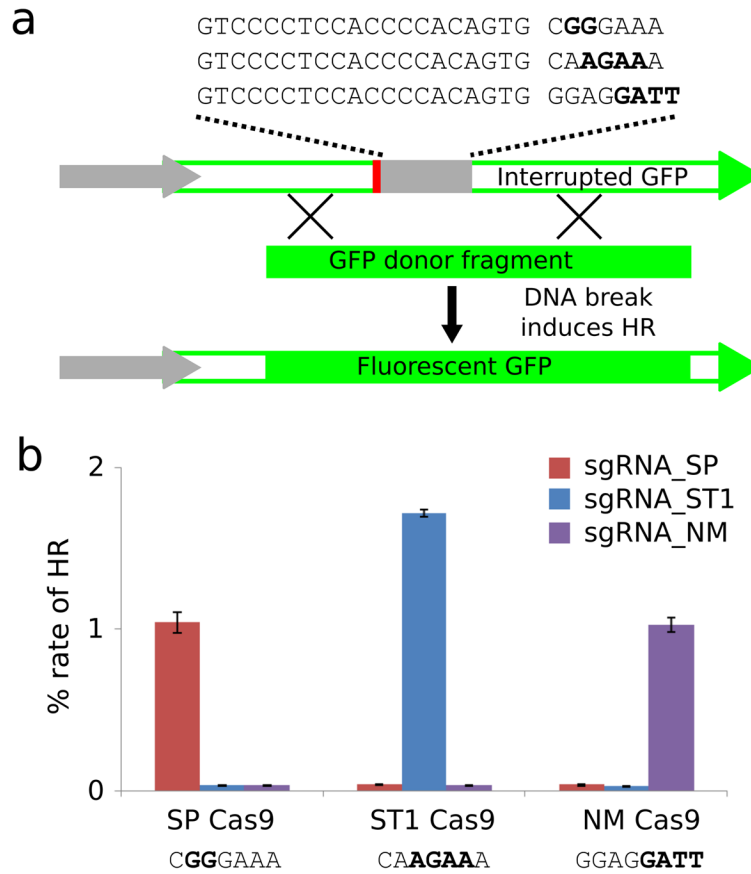 a
GTCCCCTCCACCCCACAGTG CGGGAAA
GTCCCCTCCACCCCACAGTG CAAGAAA
GTCCCCTCCACCCCACAGTG GGAGGATT
Interrupted GFP
GFP donor fragment
DNA break
induces HR
Fluorescent GFP
b
% rate of HR
2
1
0
sgRNA_SP
sgRNA_ST1
sgRNA_NM
SP Cas9 ST1 Cas9 NM Cas9
CGGGAAA CAAGAAA GGAGGATT